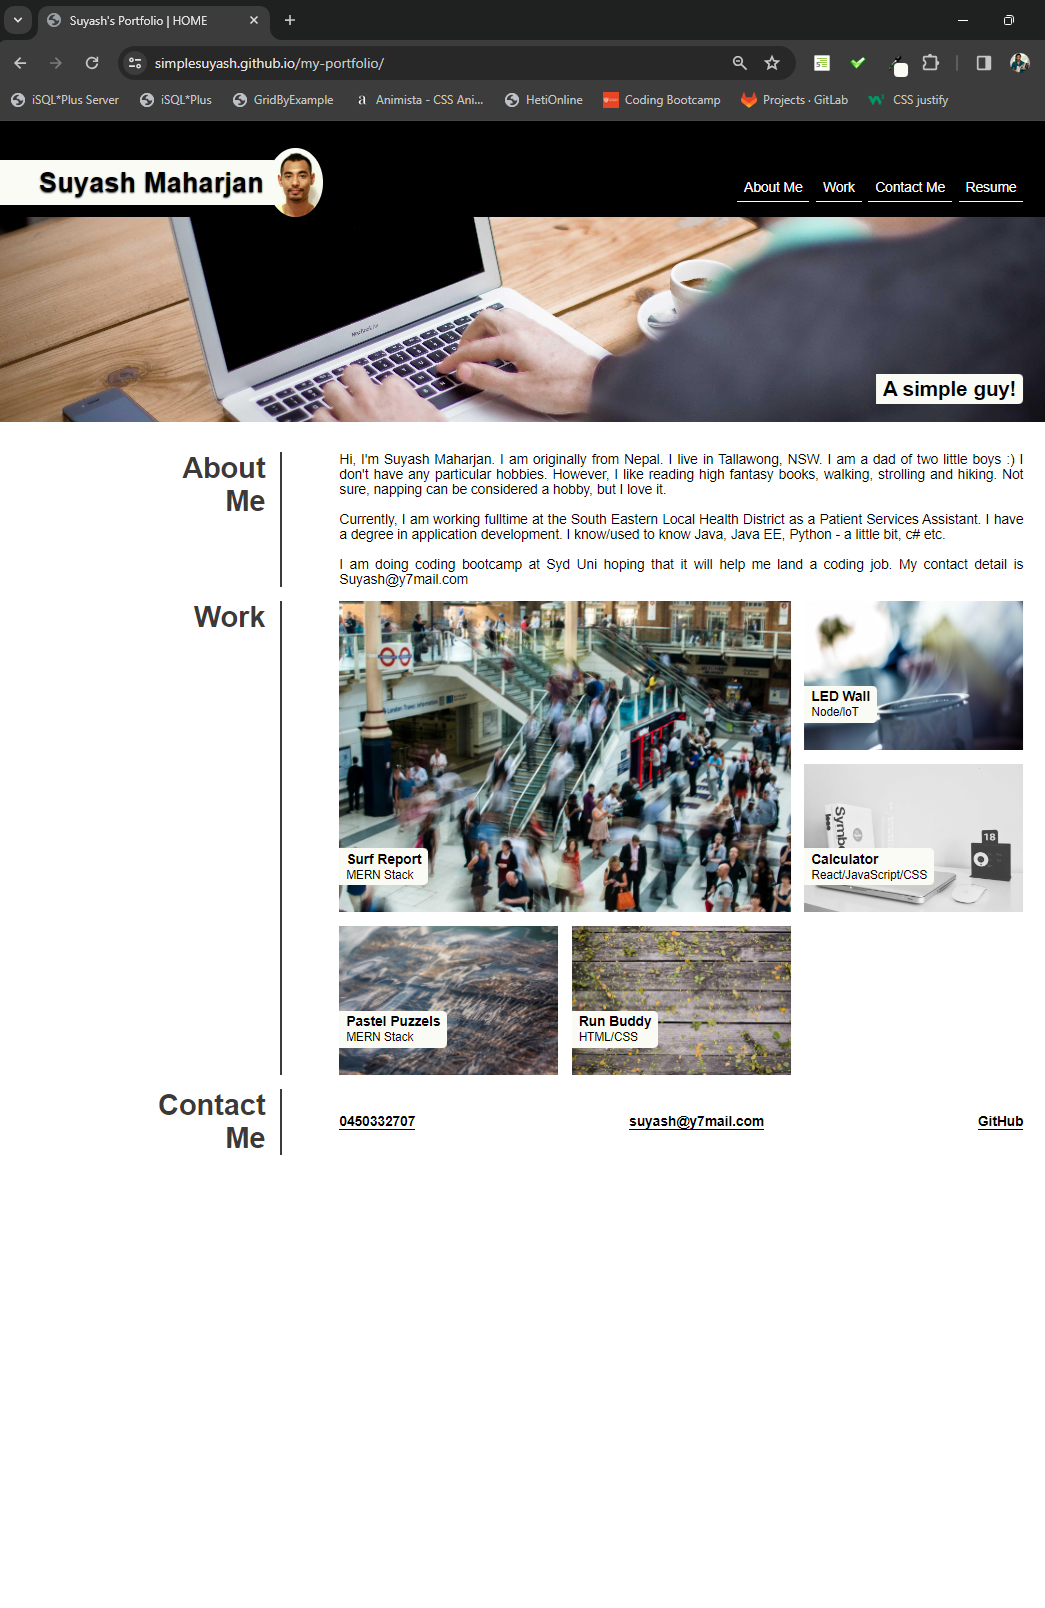 Suyash's Portfolio | HOME
simplesuyash.github.io/my-portfolio/
iSQL*Plus Server
iSQL*Plus
GridByExample
a Animista - CSS Ani...
HetiOnline
Coding Bootcamp
Projects · GitLab
CSS justify
Suyash Maharjan
About Me
Work
Contact Me
Resume
MacBook Air
A simple guy!
About
Me
Hi, I'm Suyash Maharjan. I am originally from Nepal. I live in Tallawong, NSW. I am a dad of two little boys :) I
don't have any particular hobbies. However, I like reading high fantasy books, walking, strolling and hiking. Not
sure, napping can be considered a hobby, but I love it.
Currently, I am working fulltime at the South Eastern Local Health District as a Patient Services Assistant. I have
a degree in application development. I know/used to know Java, Java EE, Python - a little bit, c# etc.
I am doing coding bootcamp at Syd Uni hoping that it will help me land a coding job. My contact detail is
Suyash@y7mail.com
Work
Surf Report
MERN Stack
LED Wall
Node/IoT
18
Calculator
React/JavaScript/CSS
Pastel Puzzels
MERN Stack
Run Buddy
HTML/CSS
Contact
Me
0450332707
suyash@y7mail.com
GitHub